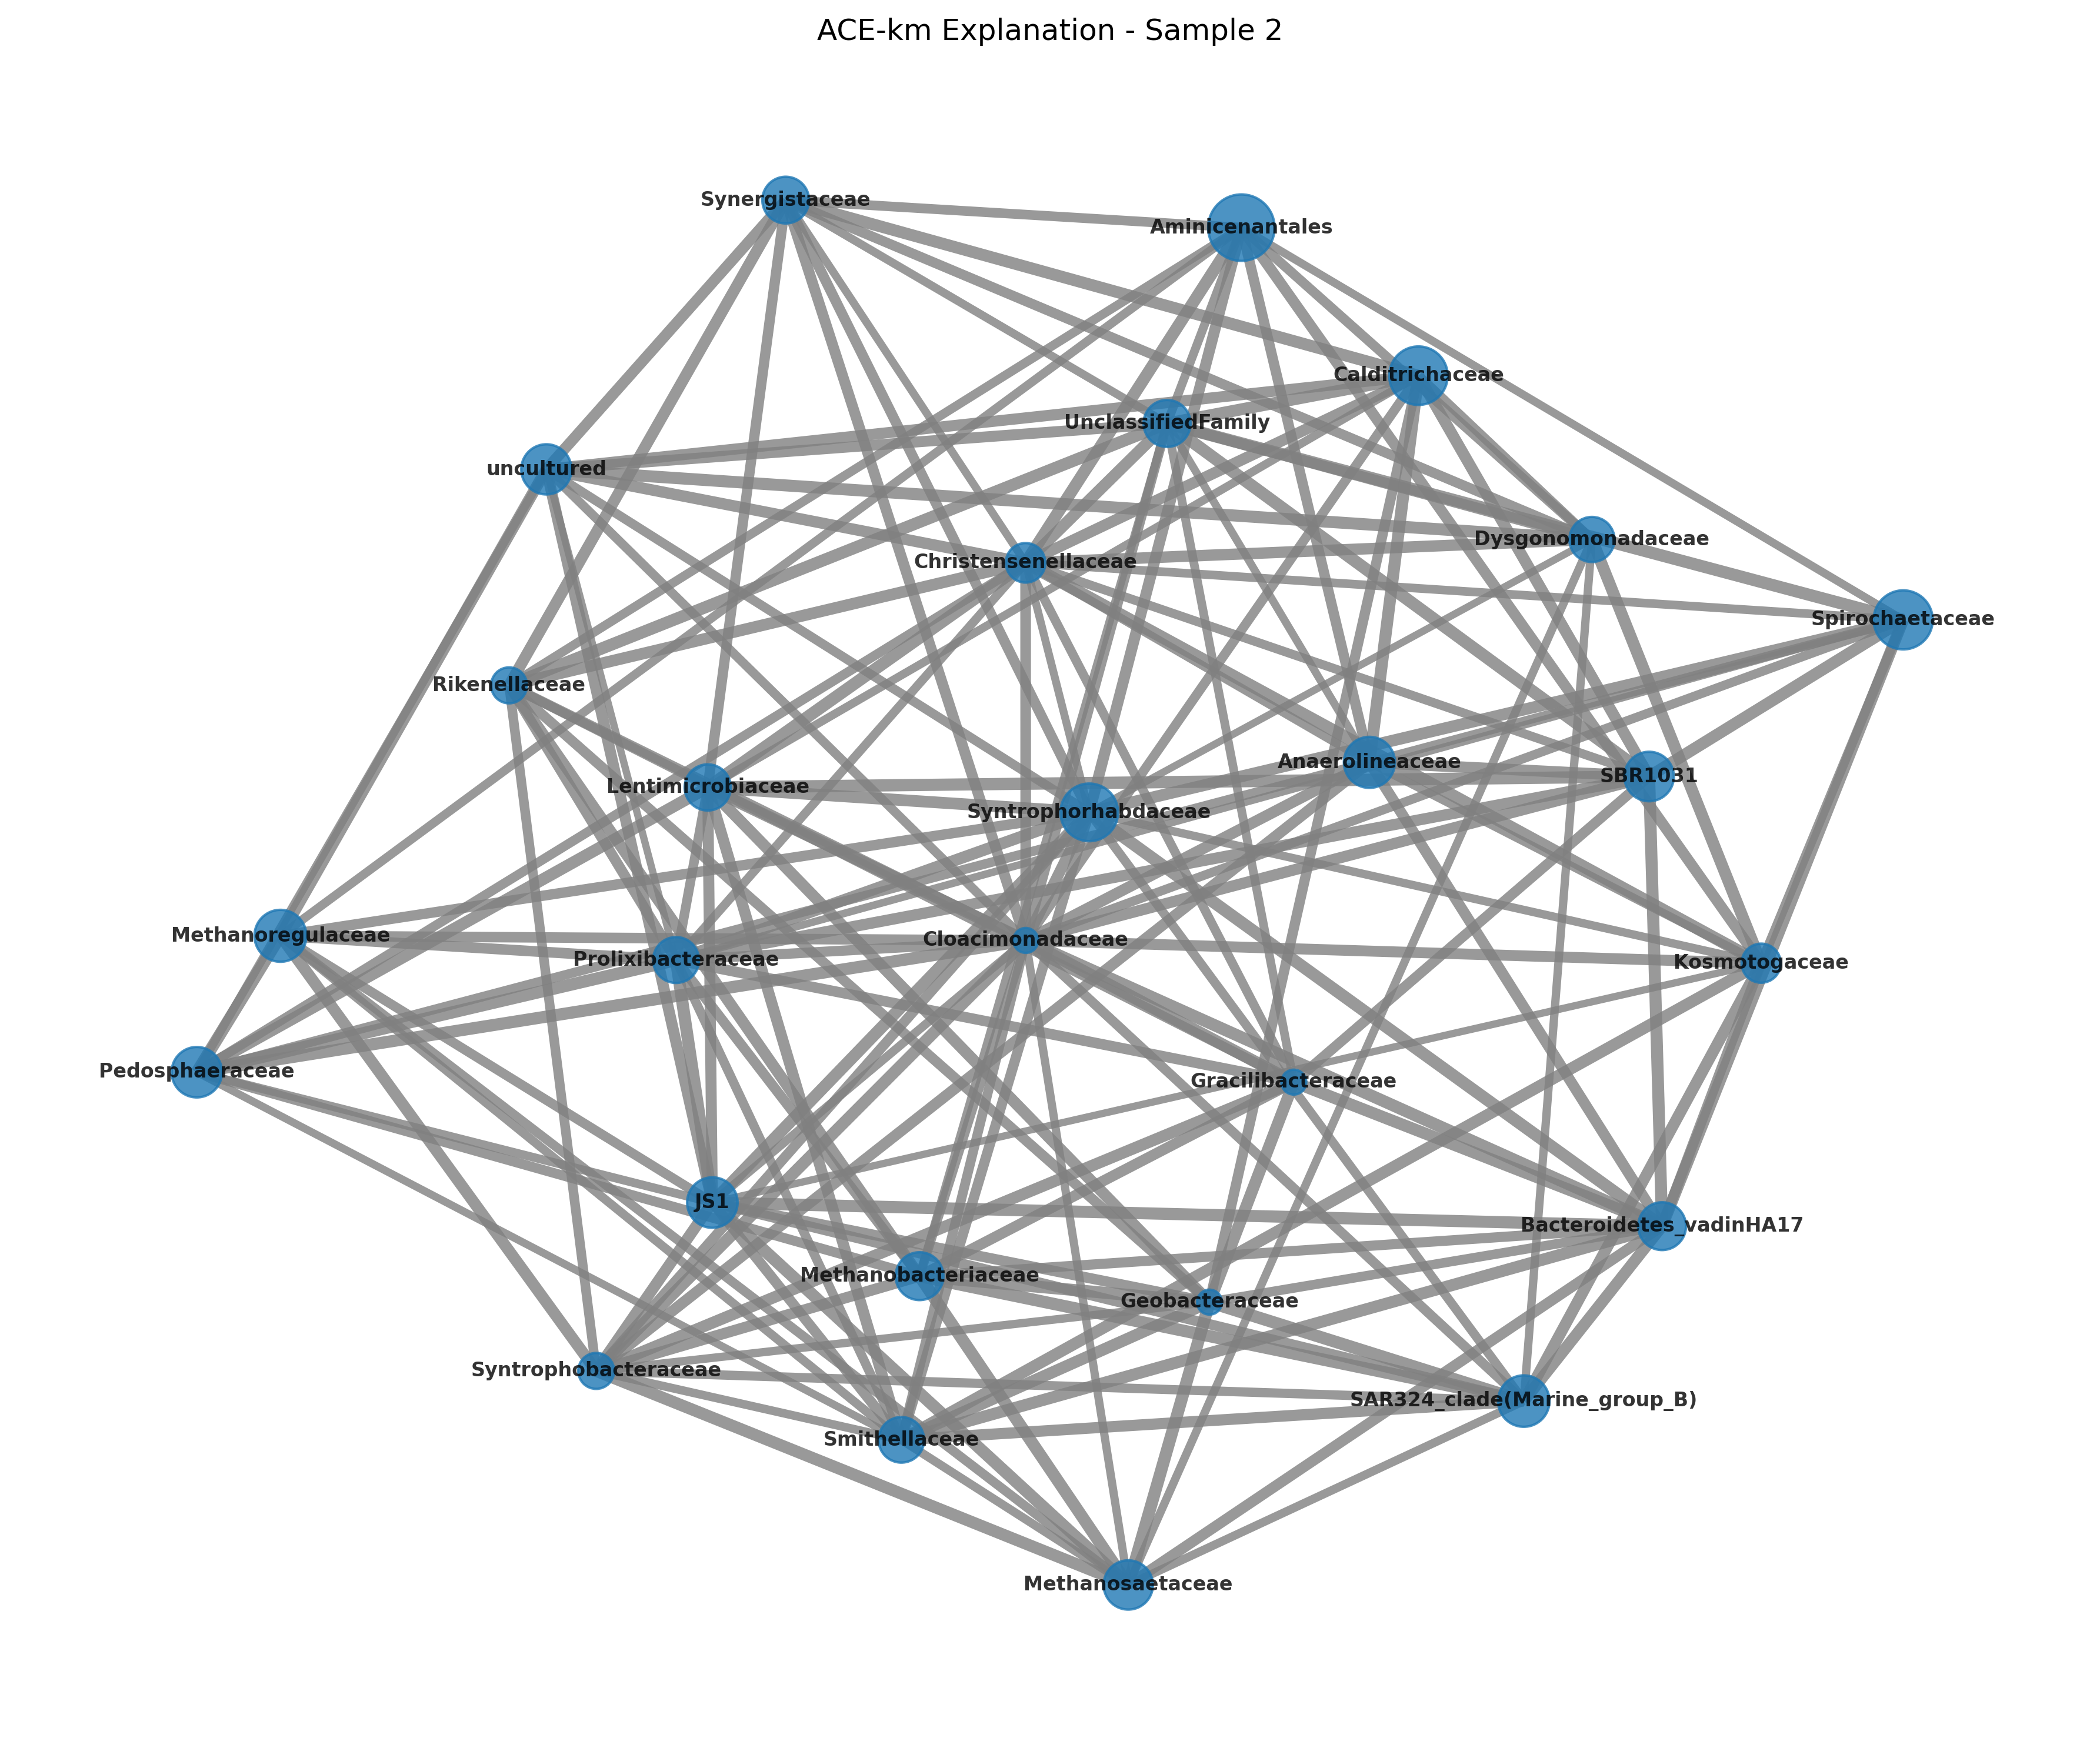 ACE-km Explanation - Sample 2
Synergistaceae
Aminicenantales
Calditrichaceae
UnclassifiedFamily
uncultured
Dysgonomonadaceae
Christensenellaceae
Spirochaetaceae
Rikenellaceae
Anaerolineaceae
SBR1031
Lentimicrobiaceae
Syntrophorhabdaceae
Methanoregulaceae
Cloacimonadaceae
Prolixibacteraceae
Kosmotogaceae
Pedosphaeraceae
Gracilibacteraceae
JS1
Bacteroidetes_vadinHA17
Methanobacteriaceae
Geobacteraceae
Syntrophobacteraceae
SAR324_clade(Marine_group_B)
Smithellaceae
Methanosaetaceae